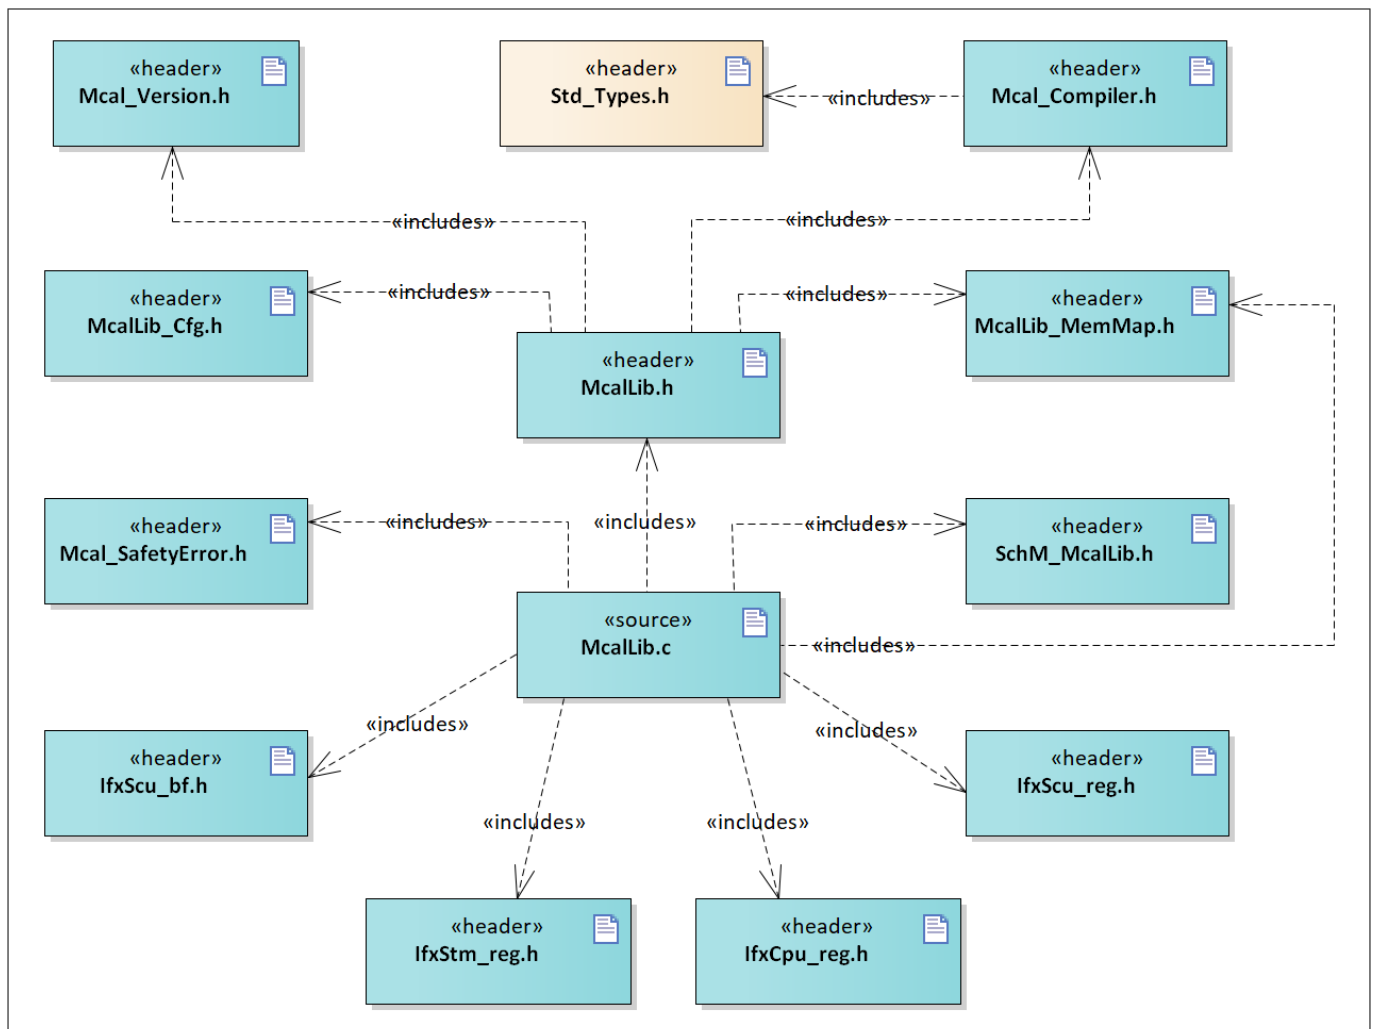 «header»
Mcal_Version.h
«header»
Std_Types.h
«header»
Mcal_Compiler.h
«includes»
«includes»
«includes»
«header»
McalLib_Cfg.h
«includes»
«includes»
«header»
McalLib_MemMap.h
«header»
McalLib.h
«header»
Mcal_SafetyError.h
«includes»
«includes»
«includes»
«header»
SchM_McalLib.h
«source»
McalLib.c
«includes»
«includes»
«includes»
«header»
IfxScu_bf.h
«header»
IfxScu_reg.h
«includes»
«includes»
«header»
IfxStm_reg.h
«header»
IfxCpu_reg.h